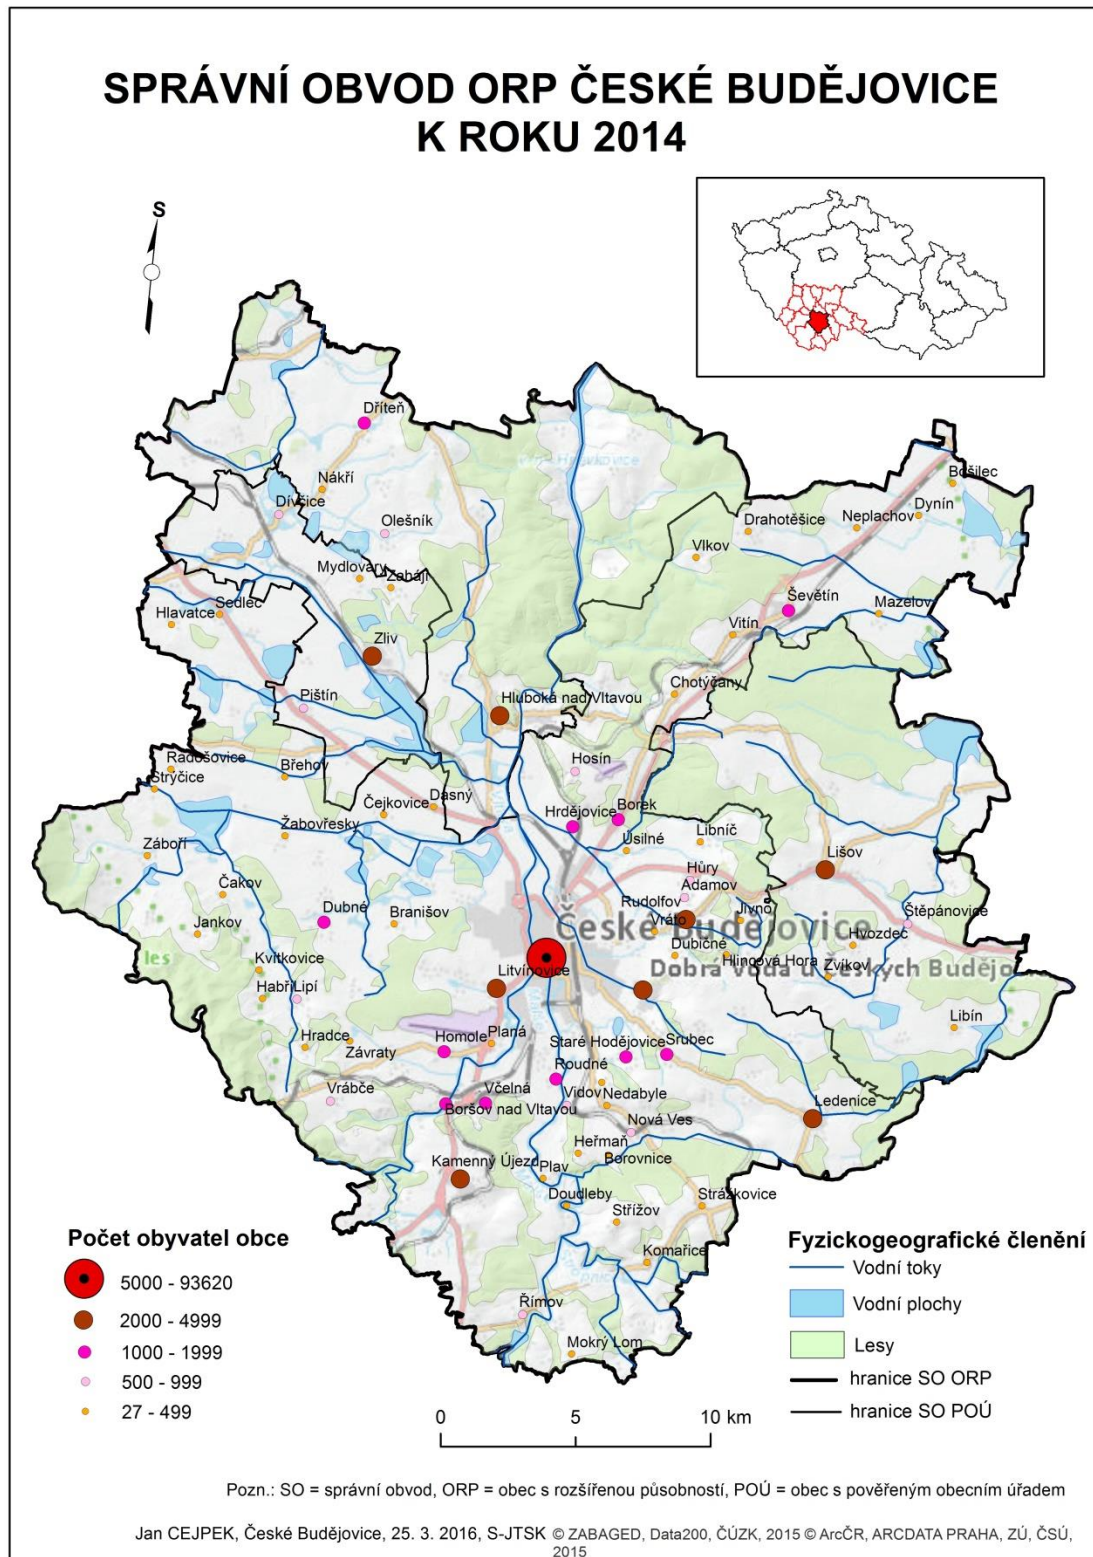 SPRÁVNÍ OBVOD ORP ČESKÉ BUDĚJOVICE
K ROKU 2014
S
Dříteň
Nákří
Dívčice
Olešník
Mydlovary
Zahájí
Hlavatce
Sedlec
Zliv
Pištín
Hluboká nad Vltavou
Bošilec
Dynín
Neplachov
Drahotěšice
Vlkov
Ševětín
Mazelov
Vitín
Chotýčany
Hosín
Radošovice
Strýčice
Břehov
Čejkovice
Dasný
Hrdějovice
Borek
Žabovřesky
Úsilné
Libníč
Záboří
Lišov
Hůry
Adamov
Čakov
Rudolfov
Jivno
Štěpánovice
Dubné
Branišov
Vráto
České Budějovice
Jankov
Dubičné
Hvozdec
les
Kvítkovice
Litvínovice
Hlincová Hora
Zvíkov
Dobrá Voda u Českých Budějo
Habří
Lipí
Libín
Hradce
Závraty
Homole
Planá
Staré Hodějovice
Srubec
Roudné
Vrábče
Včelná
Vidov
Nedabyle
Ledenice
Boršov nad Vltavou
Nová Ves
Heřmaň
Borovnice
Kamenný Újezd
Plav
Doudleby
Střížov
Strážkovice
Komařice
Římov
Mokrý Lom
Počet obyvatel obce
5000 - 93620
2000 - 4999
1000 - 1999
500 - 999
27 - 499
Fyzickogeografické členění
Vodní toky
Vodní plochy
Lesy
hranice SO ORP
hranice SO POÚ
0 5 10 km
Pozn.: SO = správní obvod, ORP = obec s rozšířenou působností, POÚ = obec s pověřeným obecním úřadem
Jan CEJPEK, České Budějovice, 25. 3. 2016, S-JTSK © ZABAGED, Data200, ČÚZK, 2015 © ArcČR, ARCDATA PRAHA, ZÚ, ČSÚ,
2015